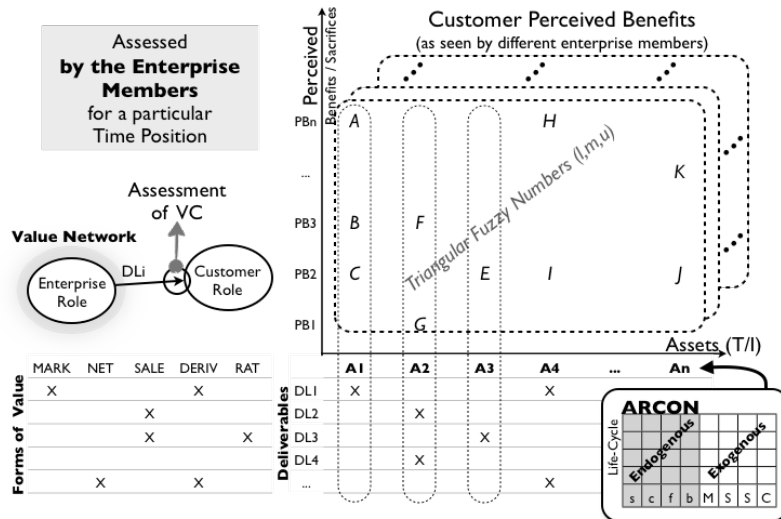 Assessed
by the Enterprise
Members
for a particular
Time Position
Customer Perceived Benefits
(as seen by different enterprise members)
Perceived
Benefits / Sacrifices
PBn
...
PB3
PB2
PB1
A
H
K
B
F
C
E
I
J
G
Triangular Fuzzy Numbers (l,m,u)
Assessment
of VC
Value Network
DLi
Enterprise
Role
Customer
Role
Assets (T/I)
MARK NET SALE DERIV RAT
A1 A2 A3 A4 ... An
Forms of Value
X X
X
X X
X X
Deliverables
DL1 X X
DL2 X
DL3 X
DL4 X
... X
ARCON
Life-Cycle
Endogenous
Exogenous
s c f b M S S C